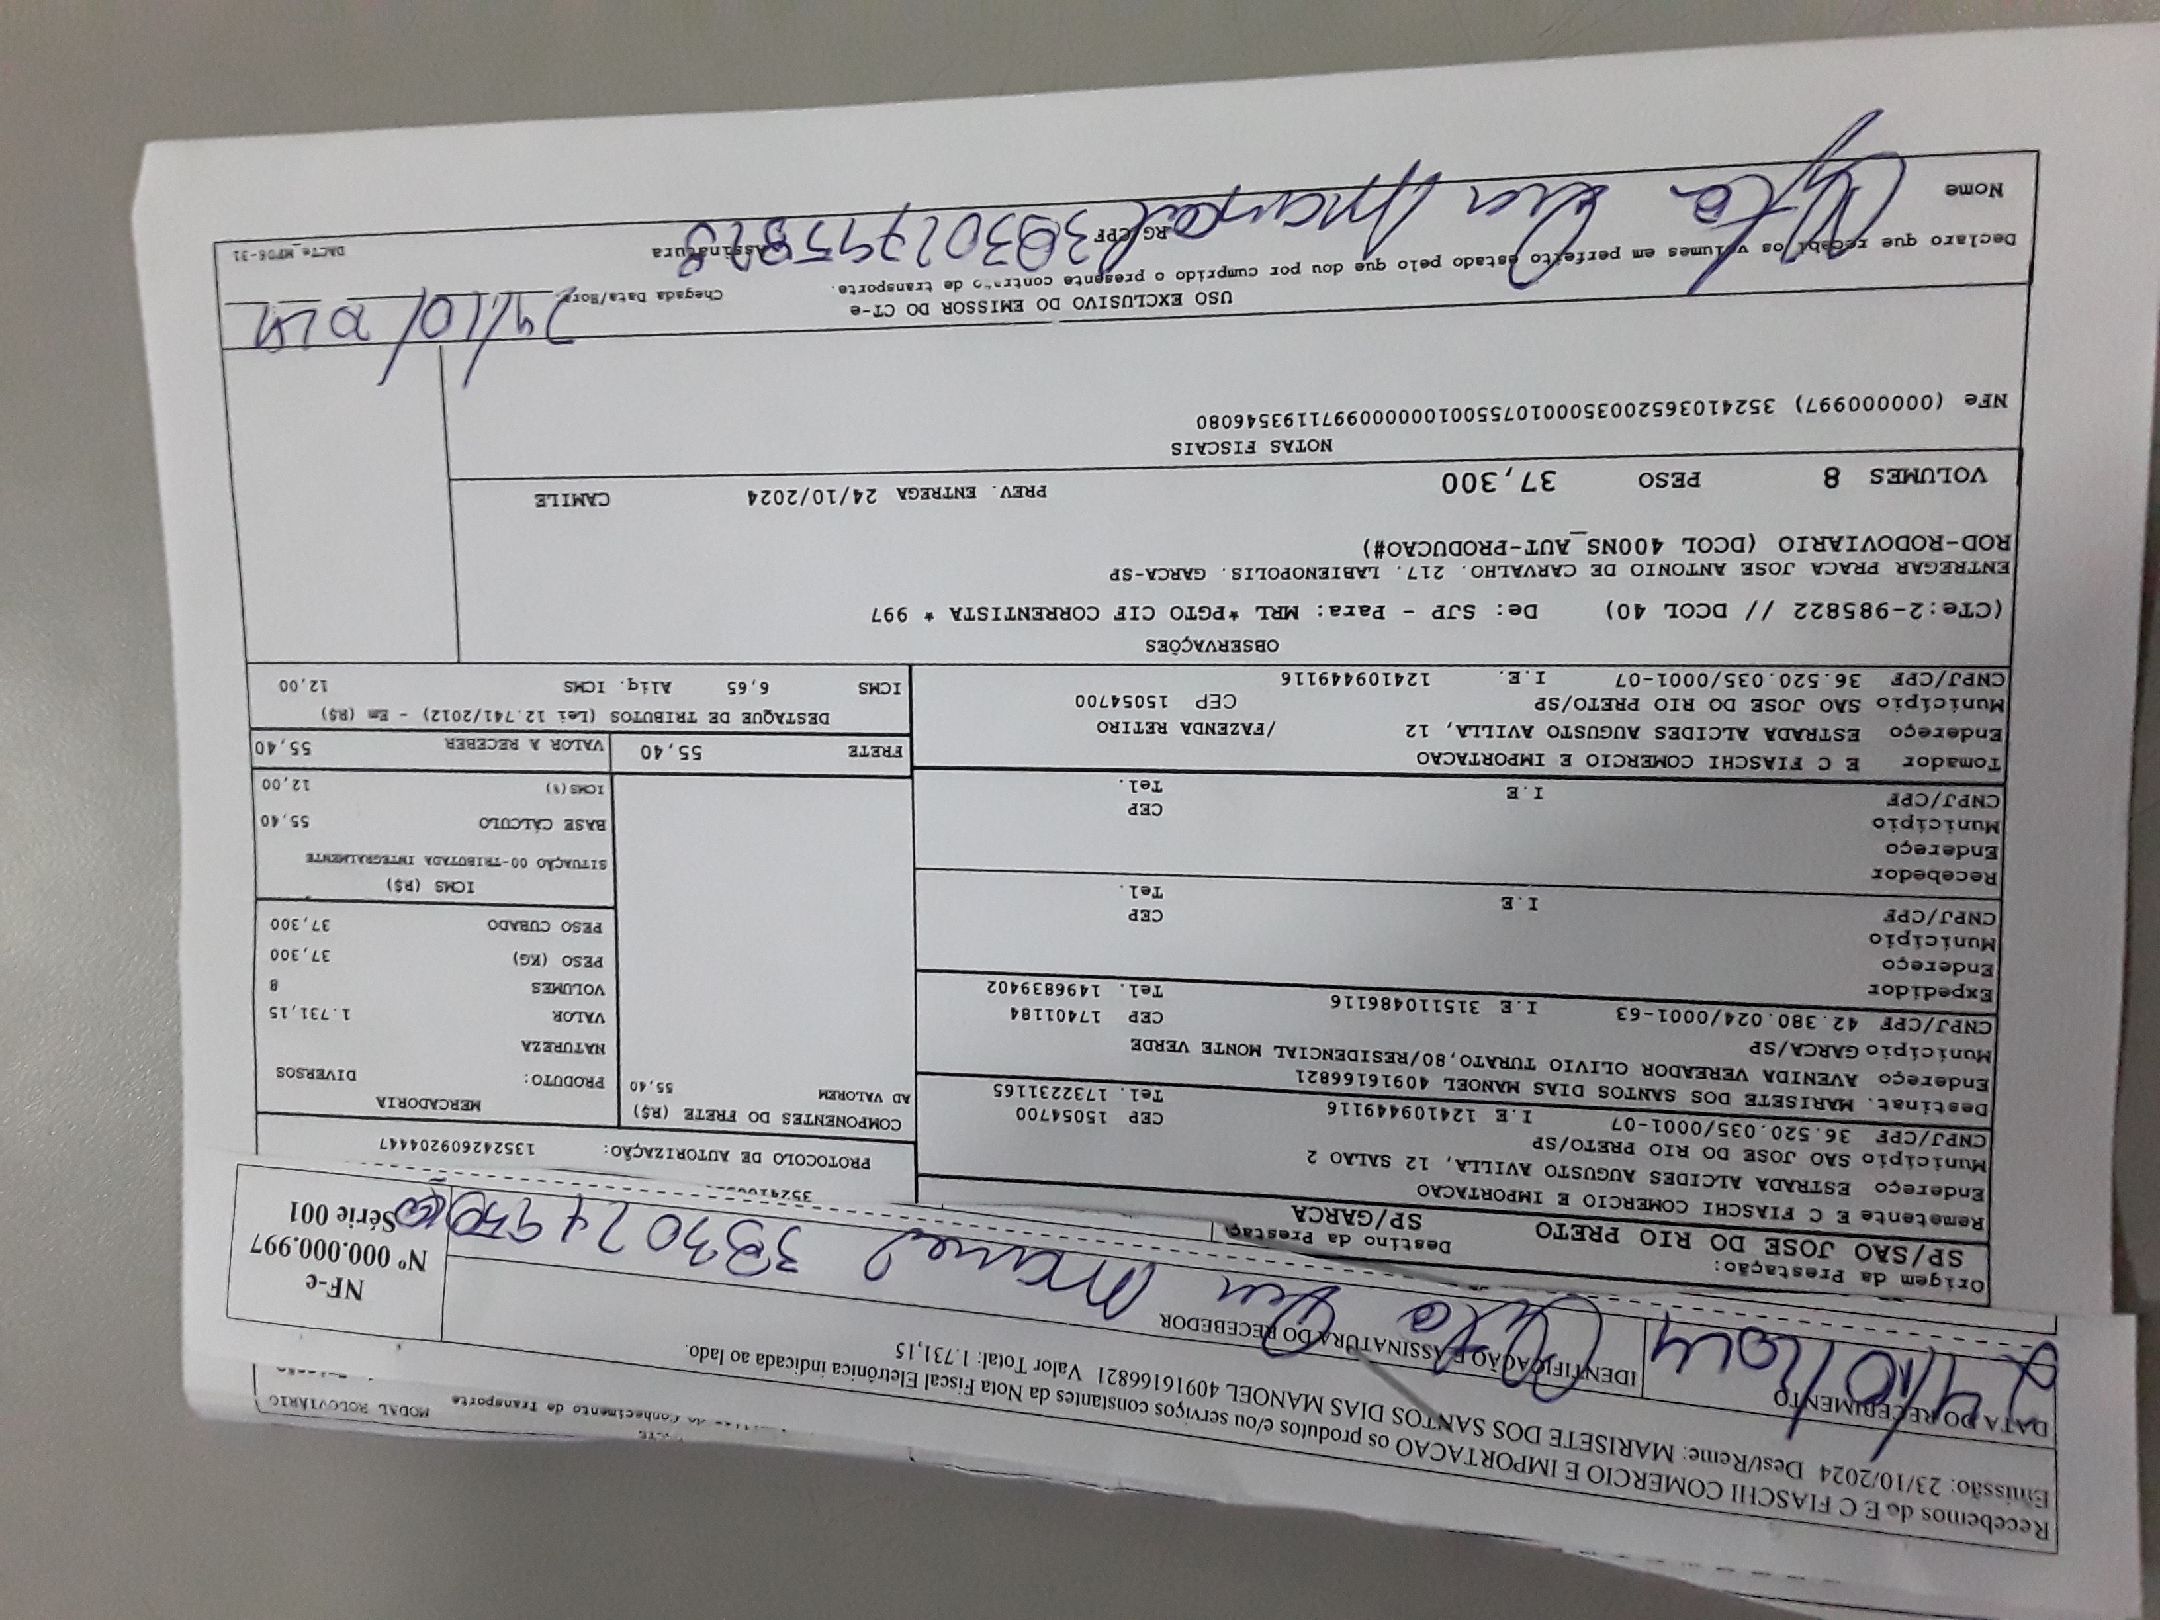 MODAL RODOVIÁRIO
Recebemos de E C FIASCHI COMERCIO E IMPORTACAO os produtos e/ou serviços constantes da Nota Fiscal Eletrônica indicada ao lado.
Emissão: 23/10/2024 Dest/Reme: MARISETE DOS SANTOS DIAS MANOEL 40916166821 Valor Total: 1.731,15
DATA DO RECEBIMENTO
IDENTIFICAÇÃO E ASSINATURA DO RECEBEDOR
NF-e
Nº 000.000.997
Série 001
Origem da Prestação:
SP/SAO JOSE DO RIO PRETO
Destino da Prestaç
SP/GARCA
Remetente E C FIASCHI COMERCIO E IMPORTACAO
Endereço ESTRADA ALCIDES AUGUSTO AVILLA, 12 SALAO 2
Município SAO JOSE DO RIO PRETO/SP CEP 15054700
CNPJ/CPF 36.520.035/0001-07 I.E 124109449116 Tel. 1732231165
Destinat. MARISETE DOS SANTOS DIAS MANOEL 40916166821
Endereço AVENIDA VEREADOR OLIVIO TURATO,80/RESIDENCIAL MONTE VERDE
Município GARCA/SP CEP 17401184
CNPJ/CPF 42.380.024/0001-63 I.E 315110486116 Tel. 1496839402
Expedidor
Endereço
Município CEP
CNPJ/CPF I.E Tel.
Recebedor
Endereço
Município CEP
CNPJ/CPF I.E Tel.
Tomador E C FIASCHI COMERCIO E IMPORTACAO
Endereço ESTRADA ALCIDES AUGUSTO AVILLA, 12 /FAZENDA RETIRO
Município SAO JOSE DO RIO PRETO/SP CEP 15054700
CNPJ/CPF 36.520.035/0001-07 I.E. 124109449116
PROTOCOLO DE AUTORIZAÇÃO: 135242609204447
COMPONENTES DO FRETE (R$)
AD VALOREM 55,40
MERCADORIA
PRODUTO: DIVERSOS
NATUREZA
VALOR 1.731,15
VOLUMES 8
PESO (KG) 37,300
PESO CUBADO 37,300
ICMS (R$)
SITUAÇÃO 00-TRIBUTADA INTEGRALMENTE
BASE CÁLCULO 55,40
ICMS(%) 12,00
FRETE 55,40
VALOR A RECEBER 55,40
DESTAQUE DE TRIBUTOS (Lei 12.741/2012) - Em (R$)
ICMS 6,65 Aliq. ICMS 12,00
OBSERVAÇÕES
(CTe:2-985822 // DCOL 40) De: SJP - Para: MRL *PGTO CIF CORRENTISTA * 997
ENTREGAR PRACA JOSE ANTONIO DE CARVALHO. 217. LABIENOPOLIS. GARCA-SP
ROD-RODOVIARIO (DCOL 400NS_AUT-PRODUCAO#)
VOLUMES 8 PESO 37,300 PREV. ENTREGA 24/10/2024 CAMILE
NOTAS FISCAIS
NFe (000000997) 35241036520035000107550010000009971193546080
USO EXCLUSIVO DO EMISSOR DO CT-e
Declaro que recebi os volumes em perfeito estado pelo que dou por cumprido o presente contrato de transporte.
Chegada Data/Hora
24/10/2024
Nome
RG/CPF
Assinatura
DACTe_MP06-31